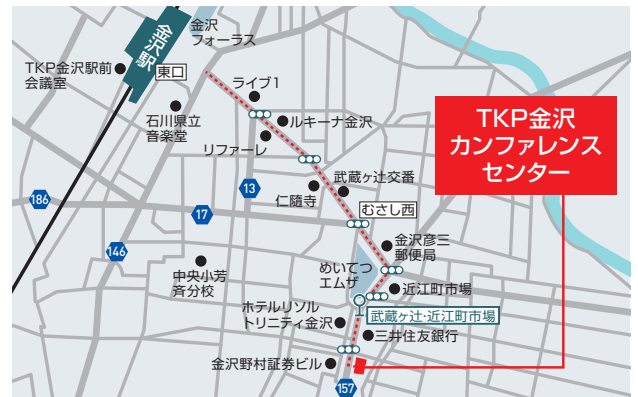 金沢
フォーラス
金沢駅
東口
TKP金沢駅前
会議室
石川県立
音楽堂
ライブ1
ルキーナ金沢
リファーレ
TKP金沢
カンファレンス
センター
13
仁随寺
武蔵ヶ辻交番
186
17
むさし西
146
中央小芳
斉分校
金沢彦三
郵便局
めいてつ
エムザ
近江町市場
ホテルリソル
トリニティ金沢
武蔵ヶ辻・近江町市場
三井住友銀行
金沢野村証券ビル
157